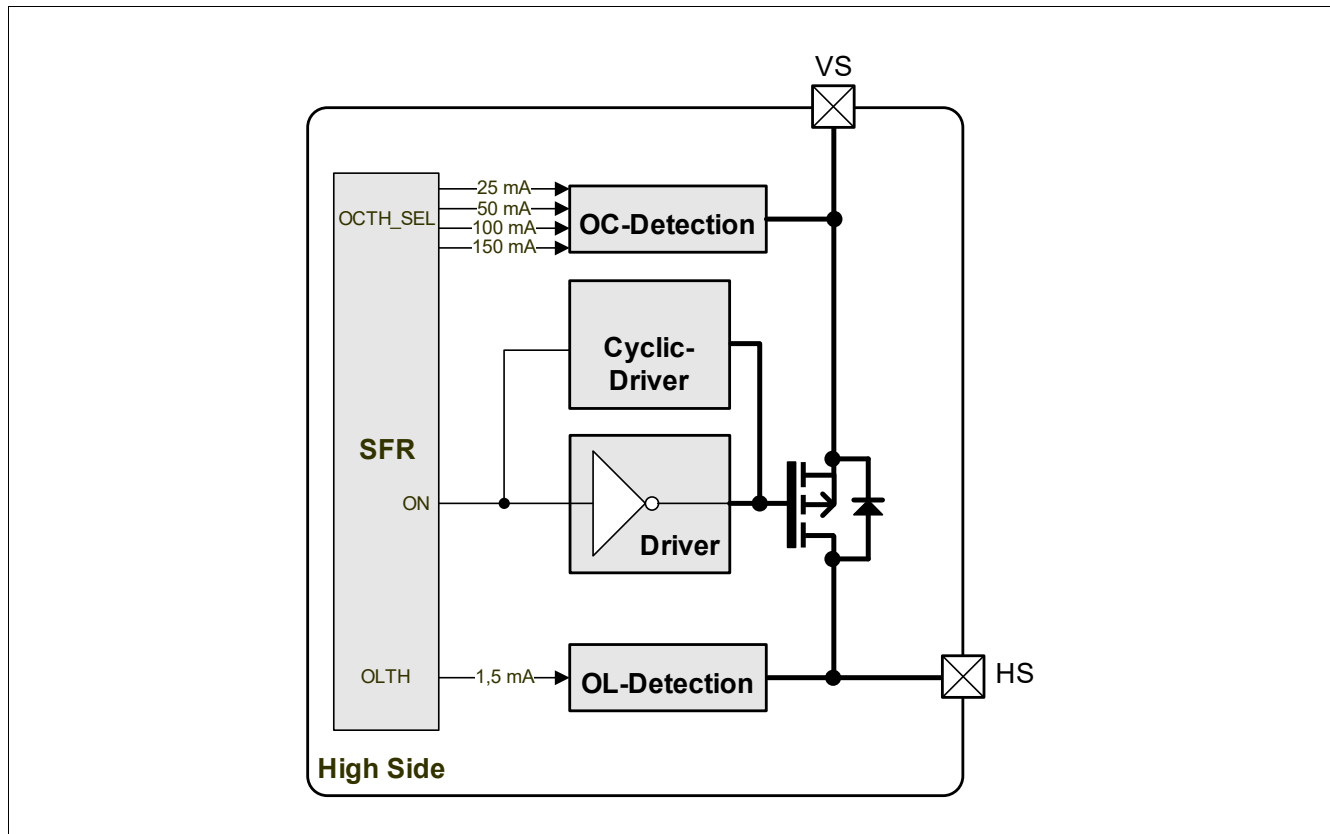 VS
25 mA
50 mA
OCTH_SEL
OC-Detection
100 mA
150 mA
Cyclic-
Driver
SFR
ON
Driver
OLTH
1,5 mA
OL-Detection
HS
High Side